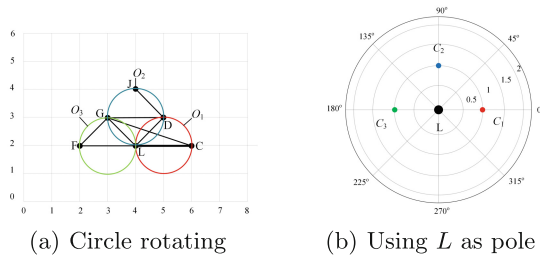 6
5
4
3
2
1
0
0 1 2 3 4 5 6 7 8
J O₂
O₃ G O₁
D
F L C
(a) Circle rotating
90°
135° 45°
C₂ 2
1.5
1
0.5
180° 0
C₃ L C₁
225° 315°
270°
(b) Using L as pole